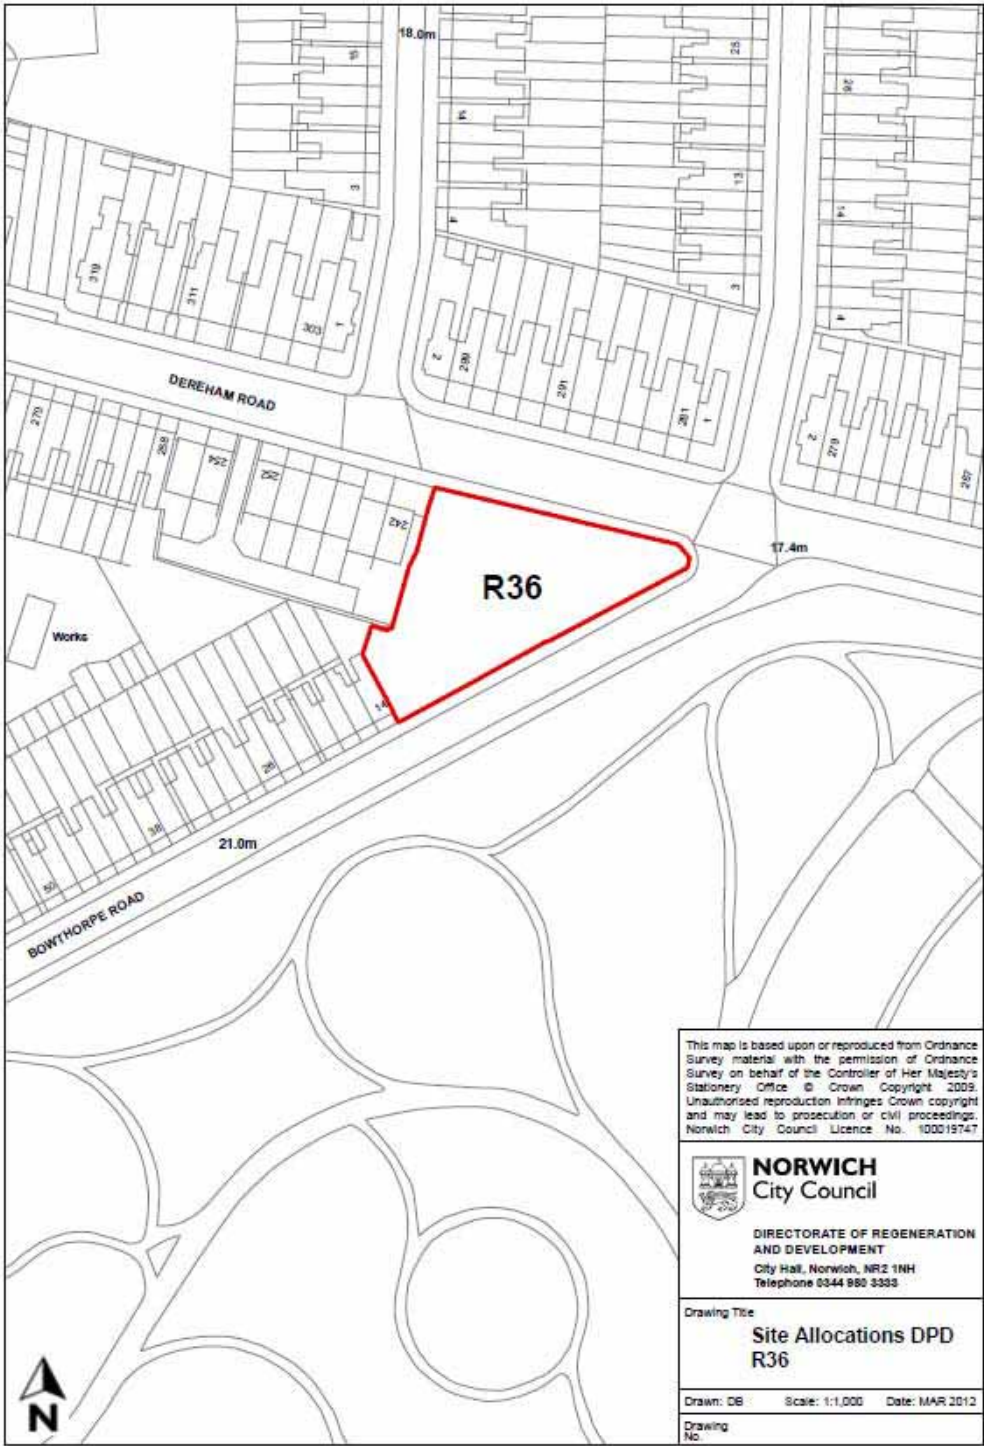 18.0m
15
25
26
14
13
14
3
4
3
4
319
311
303
1
2
299
291
281
1
2
279
267
DEREHAM ROAD
279
268
254
252
242
17.4m
R36
Works
14
26
38
50
21.0m
BOWTHORPE ROAD
This map is based upon or reproduced from Ordnance
Survey material with the permission of Ordnance
Survey on behalf of the Controller of Her Majesty's
Stationery Office © Crown Copyright 2009.
Unauthorised reproduction infringes Crown copyright
and may lead to prosecution or civil proceedings.
Norwich City Council Licence No. 100019747
NORWICH
City Council
DIRECTORATE OF REGENERATION
AND DEVELOPMENT
City Hall, Norwich, NR2 1NH
Telephone 0344 980 3333
Drawing Title
Site Allocations DPD
R36
Drawn: DB Scale: 1:1,000 Date: MAR 2012
Drawing
No.
N